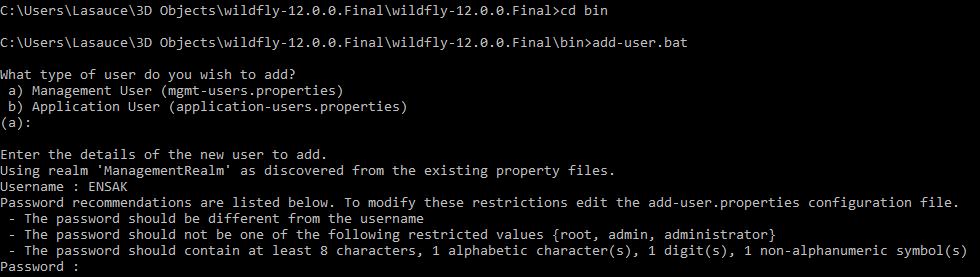 C:\Users\Lasauce\3D Objects\wildfly-12.0.0.Final\wildfly-12.0.0.Final>cd bin
C:\Users\Lasauce\3D Objects\wildfly-12.0.0.Final\wildfly-12.0.0.Final\bin>add-user.bat
What type of user do you wish to add?
a) Management User (mgmt-users.properties)
b) Application User (application-users.properties)
(a):
Enter the details of the new user to add.
Using realm 'ManagementRealm' as discovered from the existing property files.
Username : ENSAK
Password recommendations are listed below. To modify these restrictions edit the add-user.properties configuration file.
- The password should be different from the username
- The password should not be one of the following restricted values {root, admin, administrator}
- The password should contain at least 8 characters, 1 alphabetic character(s), 1 digit(s), 1 non-alphanumeric symbol(s)
Password :